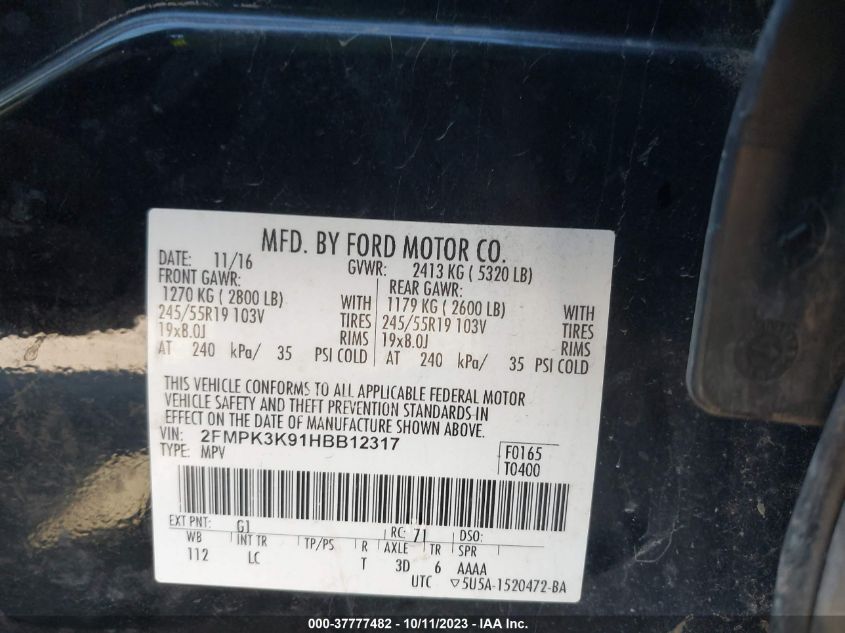 MFD. BY FORD MOTOR CO.
DATE: 11/16 GVWR: 2413 KG ( 5320 LB)
FRONT GAWR: REAR GAWR:
1270 KG ( 2800 LB) WITH 1179 KG ( 2600 LB) WITH
245/55R19 103V TIRES 245/55R19 103V TIRES
19x8.0J RIMS 19x8.0J RIMS
AT 240 kPa/ 35 PSI COLD AT 240 kPa/ 35 PSI COLD
THIS VEHICLE CONFORMS TO ALL APPLICABLE FEDERAL MOTOR
VEHICLE SAFETY AND THEFT PREVENTION STANDARDS IN
EFFECT ON THE DATE OF MANUFACTURE SHOWN ABOVE.
VIN: 2FMPK3K91HBB12317
TYPE: MPV
F0165
T0400
EXT PNT: G1 RC: 71 DSO:
WB INT TR TP/PS R AXLE TR SPR
112 LC T 3D 6 AAAA
UTC ▽5U5A-1520472-BA
000-37777482 - 10/11/2023 - IAA